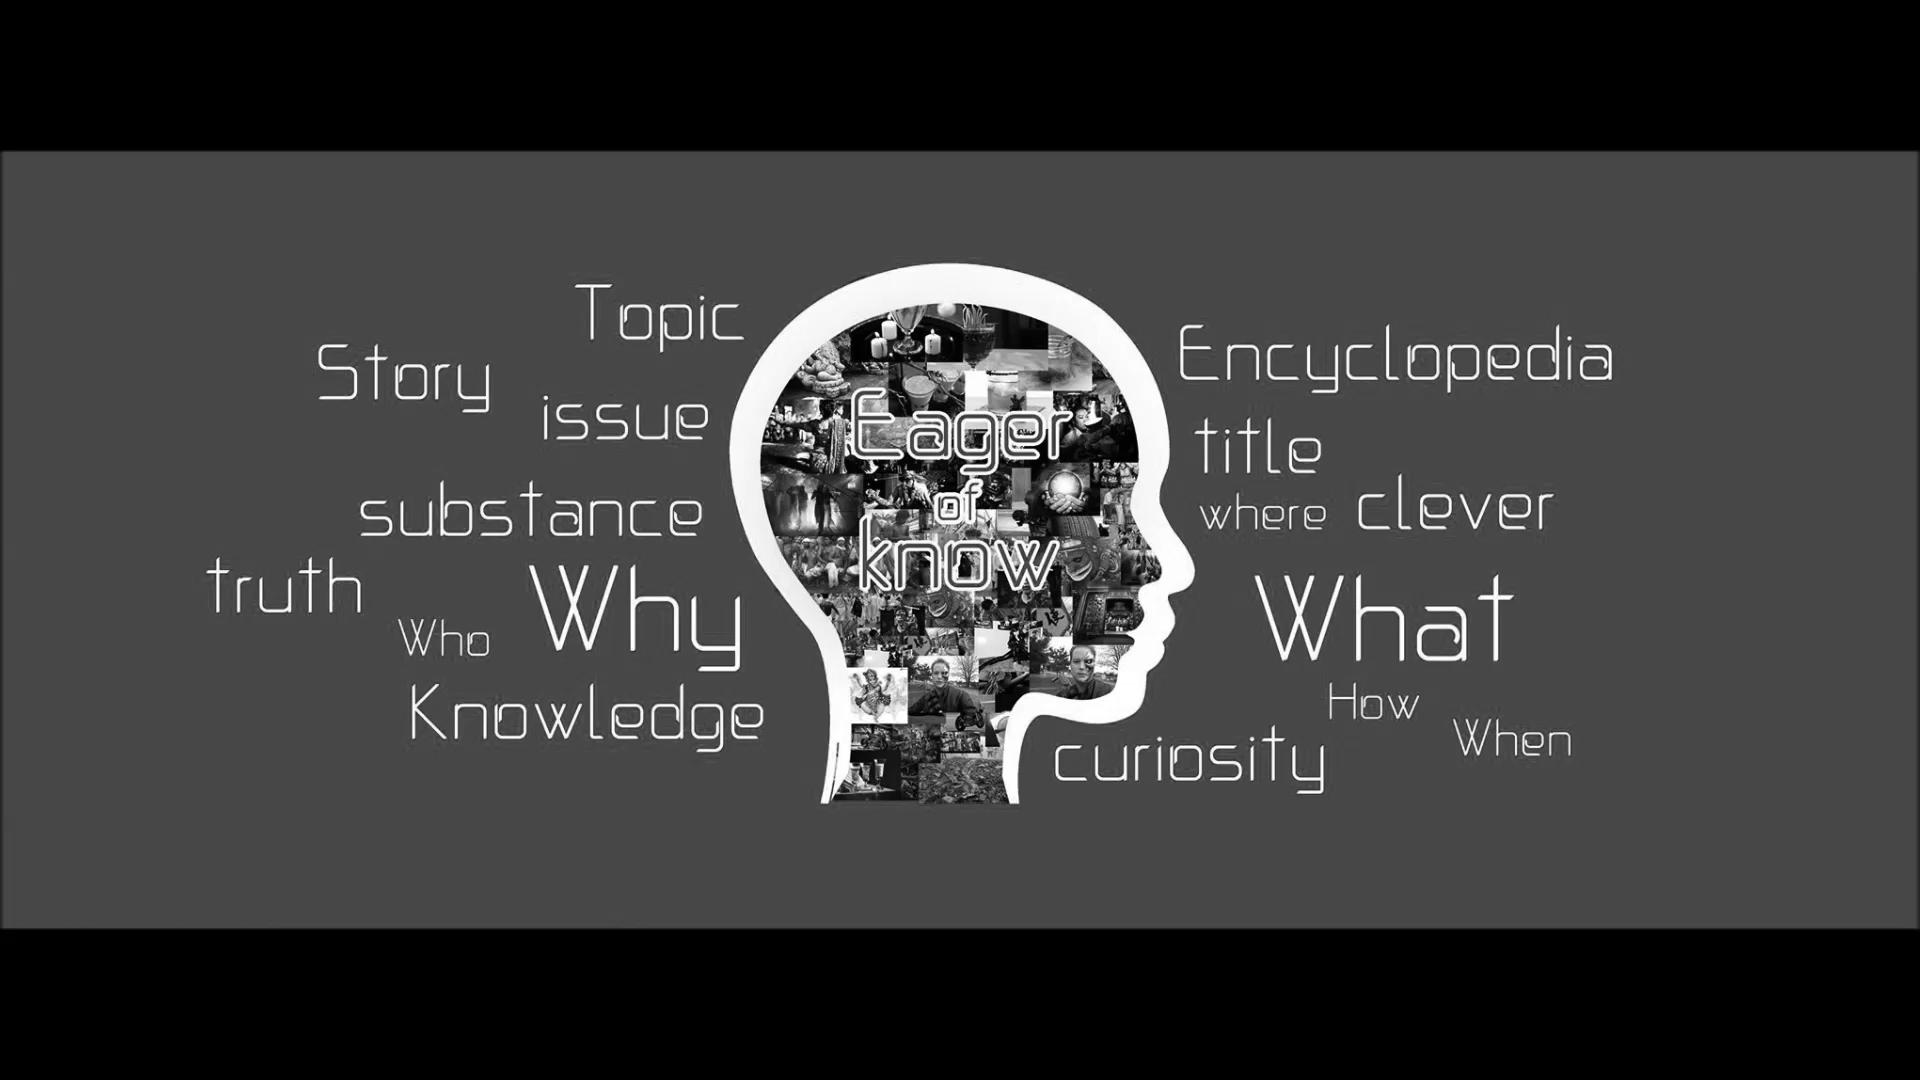 Topic
Story
issue
substance
truth
Who
Why
Knowledge
Eager
of
know
Encyclopedia
title
where
clever
What
How
When
curiosity